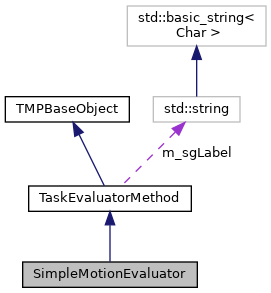 std::basic_string<
Char >
TMPBaseObject
std::string
m_sgLabel
TaskEvaluatorMethod
SimpleMotionEvaluator